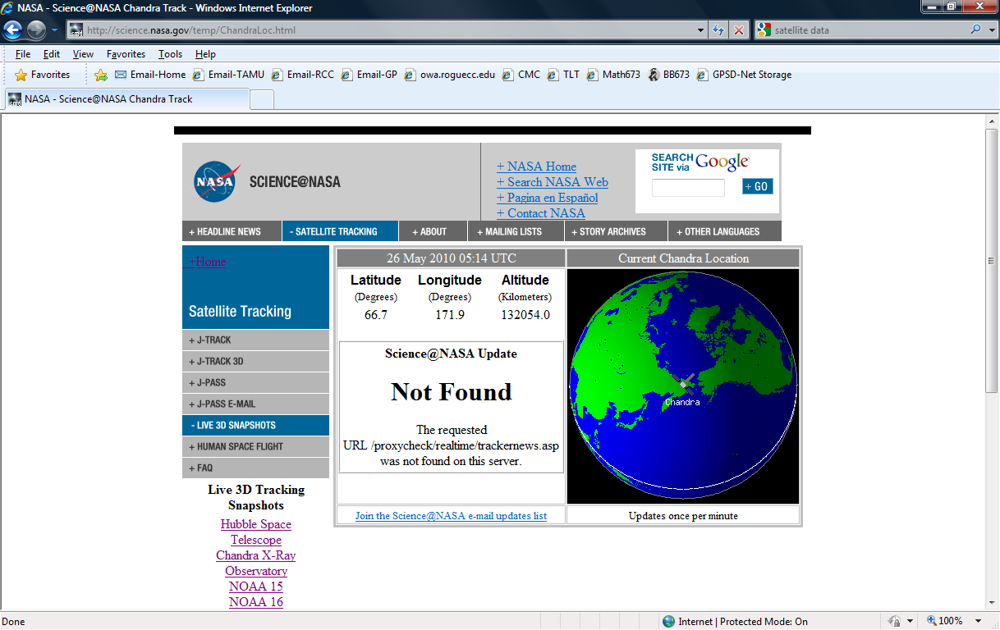 NASA - Science@NASA Chandra Track - Windows Internet Explorer
http://science.nasa.gov/temp/ChandraLoc.html
satellite data
File Edit View Favorites Tools Help
Favorites Email-Home Email-TAMU Email-RCC Email-GP owa.roguecc.edu CMC TLT Math673 BB673 GPSD-Net Storage
NASA - Science@NASA Chandra Track
NASA
SCIENCE@NASA
+ NASA Home
+ Search NASA Web
+ Pagina en Español
+ Contact NASA
SEARCH
SITE via Google
+ GO
+ HEADLINE NEWS - SATELLITE TRACKING + ABOUT + MAILING LISTS + STORY ARCHIVES + OTHER LANGUAGES
+Home
Satellite Tracking
+ J-TRACK
+ J-TRACK 3D
+ J-PASS
+ J-PASS E-MAIL
- LIVE 3D SNAPSHOTS
+ HUMAN SPACE FLIGHT
+ FAQ
Live 3D Tracking
Snapshots
Hubble Space
Telescope
Chandra X-Ray
Observatory
NOAA 15
NOAA 16
26 May 2010 05:14 UTC
Latitude Longitude Altitude
(Degrees) (Degrees) (Kilometers)
66.7 171.9 132054.0
Science@NASA Update
Not Found
The requested
URL /proxycheck/realtime/trackernews.asp
was not found on this server.
Join the Science@NASA e-mail updates list
Current Chandra Location
Chandra
Updates once per minute
Done
Internet | Protected Mode: On
100%